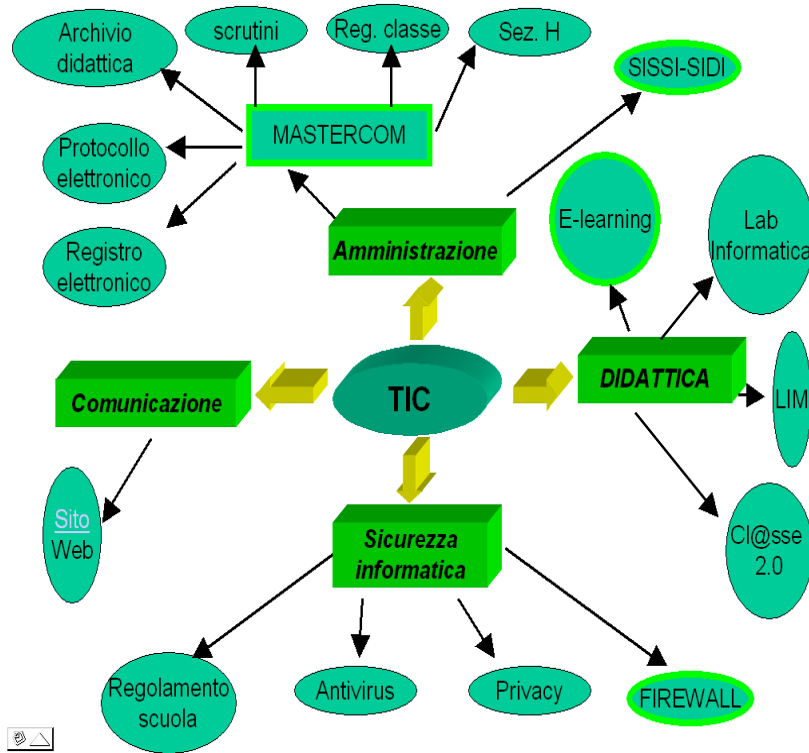 Archivio
didattica
scrutini
Reg. classe
Sez. H
SISSI-SIDI
MASTERCOM
Protocollo
elettronico
Registro
elettronico
Amministrazione
E-learning
Lab
Informatica
Comunicazione
TIC
DIDATTICA
LIM
Sito
Web
Sicurezza
informatica
Cl@sse
2.0
Regolamento
scuola
Antivirus
Privacy
FIREWALL